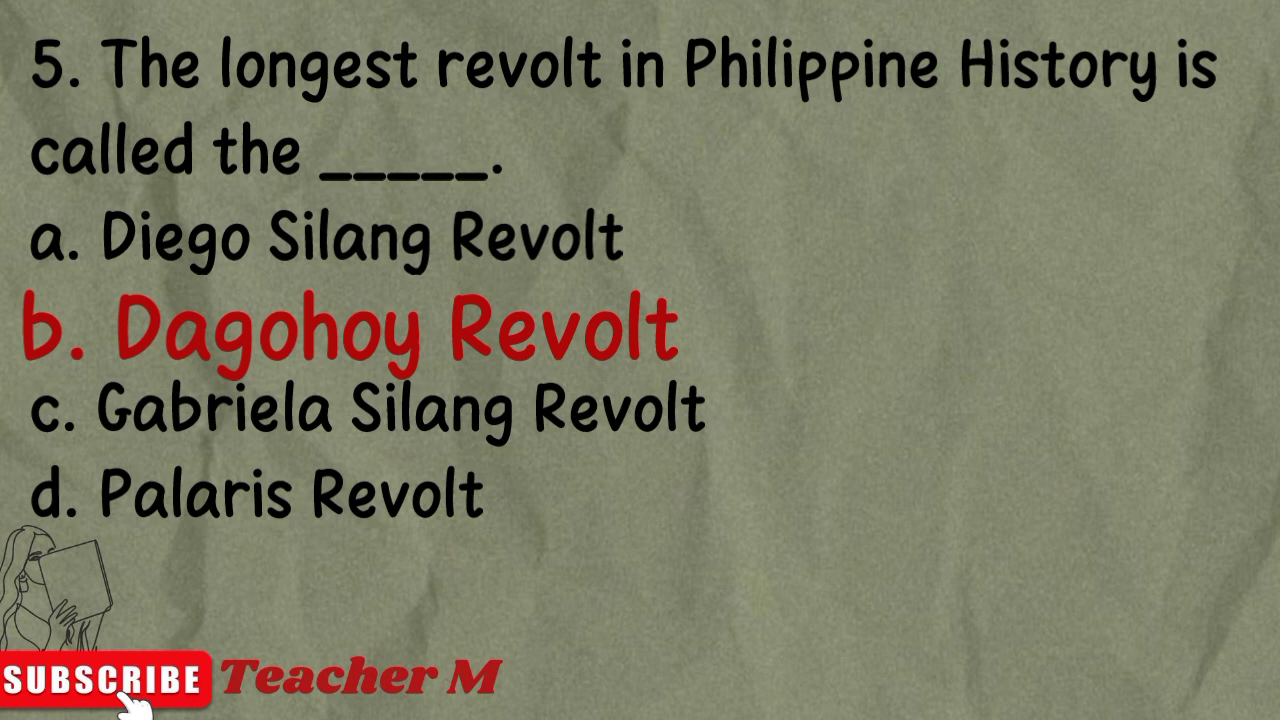 5. The longest revolt in Philippine History is
called the _____.
a. Diego Silang Revolt
b. Dagohoy Revolt
c. Gabriela Silang Revolt
d. Palaris Revolt
SUBSCRIBE Teacher M